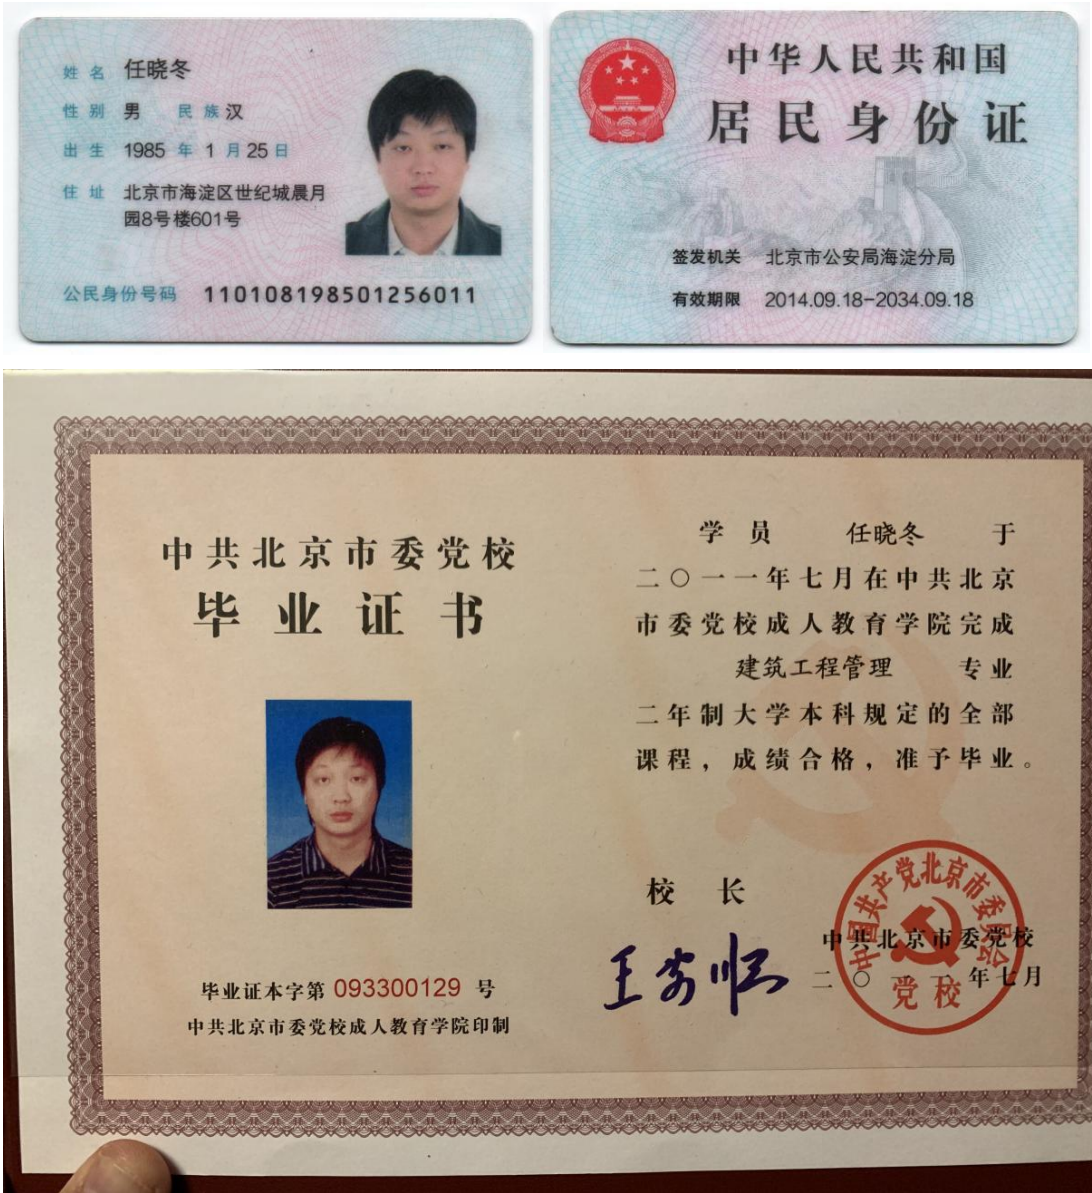 姓名 任晓冬
性别 男 民族 汉
出生 1985 年 1 月 25 日
住址 北京市海淀区世纪城晨月
园8号楼601号
公民身份号码 110108198501256011
中华人民共和国
居民身份证
签发机关 北京市公安局海淀分局
有效期限 2014.09.18-2034.09.18
中共北京市委党校
毕业证书
毕业证本字第 093300129 号
中共北京市委党校成人教育学院印制
学员 任晓冬 于
二〇一一年七月在中共北京
市委党校成人教育学院完成
建筑工程管理 专业
二年制大学本科规定的全部
课程，成绩合格，准予毕业。
校长
中共北京市委党校
二〇一一年七月
中国共产党北京市委员会
党校